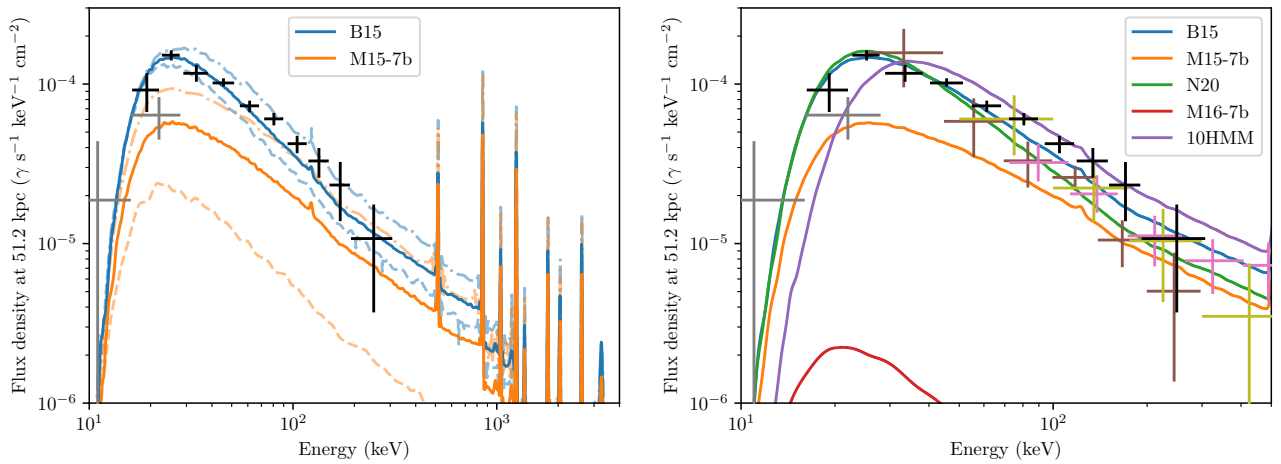 Flux density at 51.2 kpc (γ s⁻¹ keV⁻¹ cm⁻²)
10⁻⁴
10⁻⁵
10⁻⁶
B15
M15-7b
10¹
10²
10³
Energy (keV)
Flux density at 51.2 kpc (γ s⁻¹ keV⁻¹ cm⁻²)
10⁻⁴
10⁻⁵
10⁻⁶
B15
M15-7b
N20
M16-7b
10HMM
10¹
10²
Energy (keV)